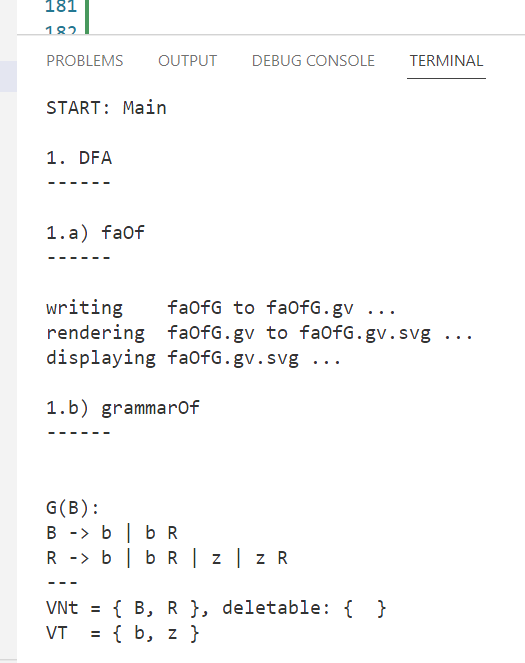 181
182
PROBLEMS OUTPUT DEBUG CONSOLE TERMINAL
START: Main
1. DFA
------
1.a) faOf
------
writing    faOfG to faOfG.gv ...
rendering  faOfG.gv to faOfG.gv.svg ...
displaying faOfG.gv.svg ...
1.b) grammarOf
------
G(B):
B -> b | b R
R -> b | b R | z | z R
---
VNt = { B, R }, deletable: {  }
VT  = { b, z }